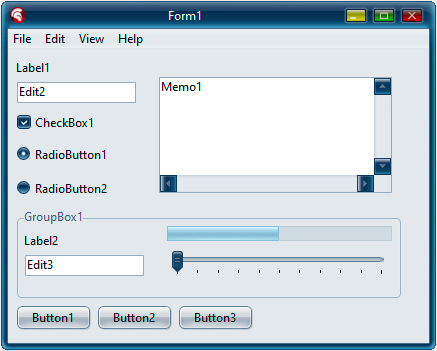 Form1
File Edit View Help
Label1
Edit2
Memo1
CheckBox1
RadioButton1
RadioButton2
GroupBox1
Label2
Edit3
Button1 Button2 Button3